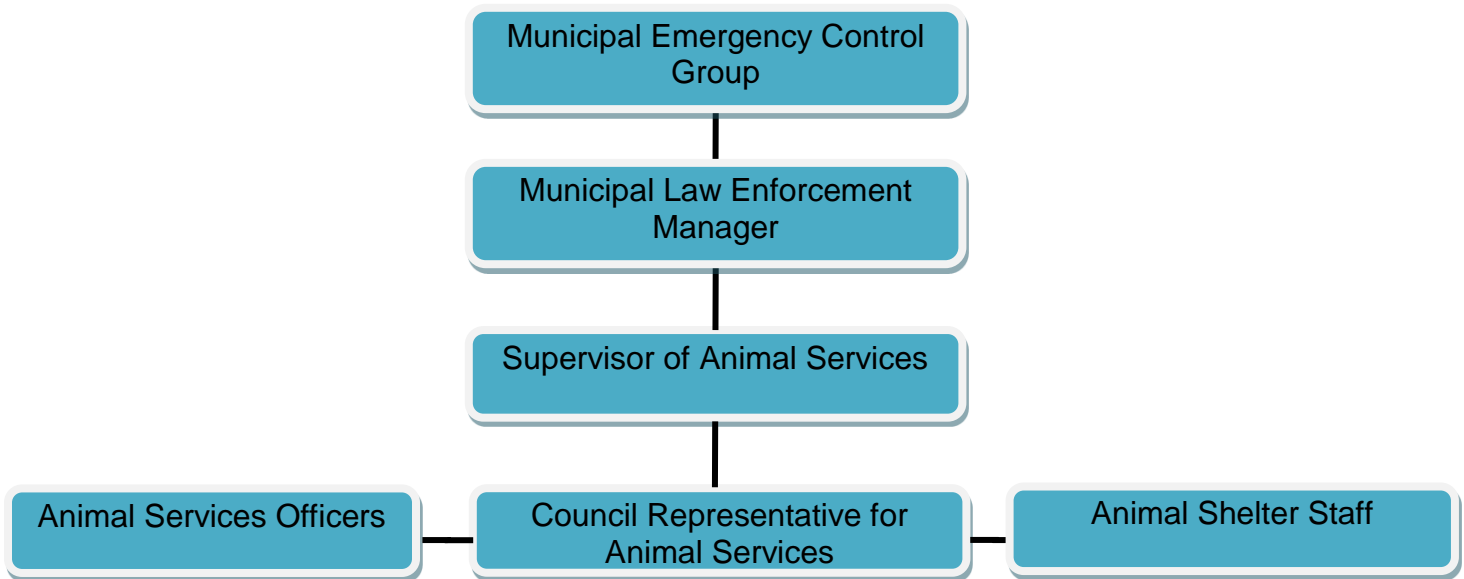 Municipal Emergency Control
Group
Municipal Law Enforcement
Manager
Supervisor of Animal Services
Animal Services Officers
Council Representative for
Animal Services
Animal Shelter Staff